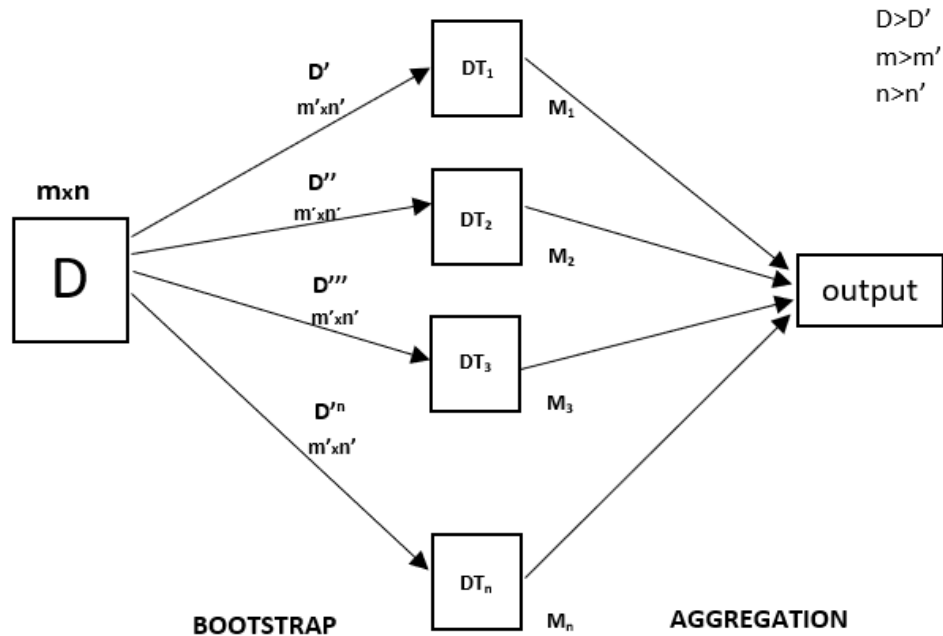 D>D'
m>m'
n>n'
D'
m'xn'
DT₁
M₁
mxn
D
D''
m'xn'
DT₂
M₂
D'''
m'xn'
DT₃
M₃
output
D'ⁿ
m'xn'
DTₙ
Mₙ
BOOTSTRAP
AGGREGATION